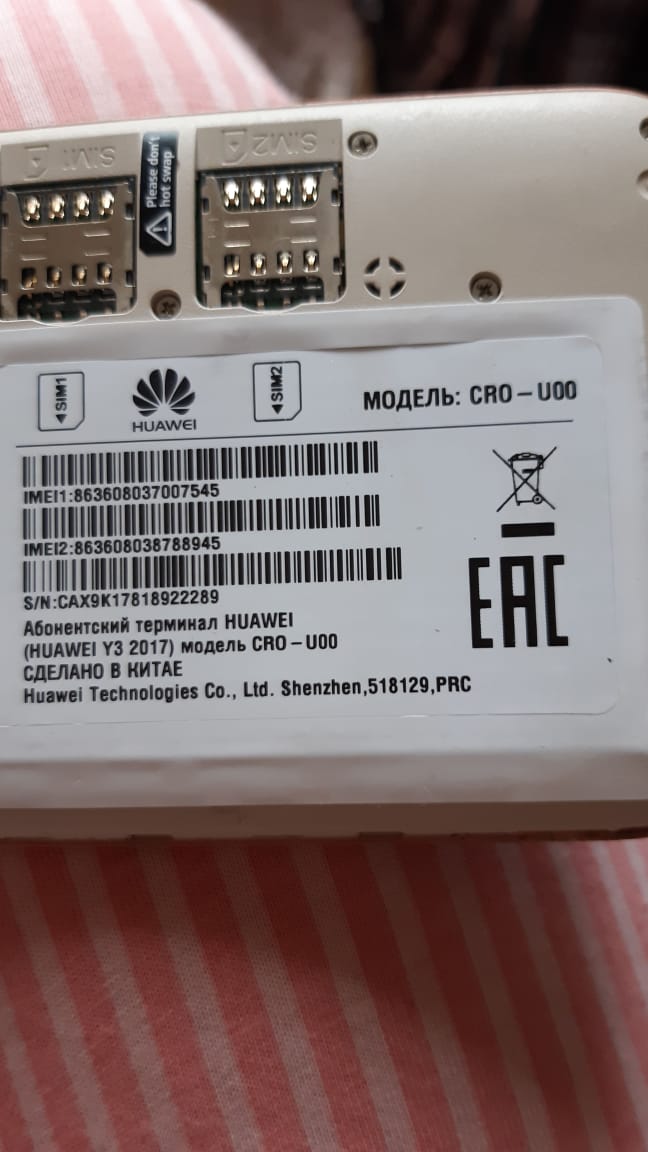 SIM1
Please don't
hot swap
SIM2
SIM1
HUAWEI
SIM2
МОДЕЛЬ: CRO-U00
IMEI1:863608037007545
IMEI2:863608038788945
S/N:CAX9K17818922289
EAC
Абонентский терминал HUAWEI
(HUAWEI Y3 2017) модель CRO-U00
СДЕЛАНО В КИТАЕ
Huawei Technologies Co., Ltd. Shenzhen,518129,PRC